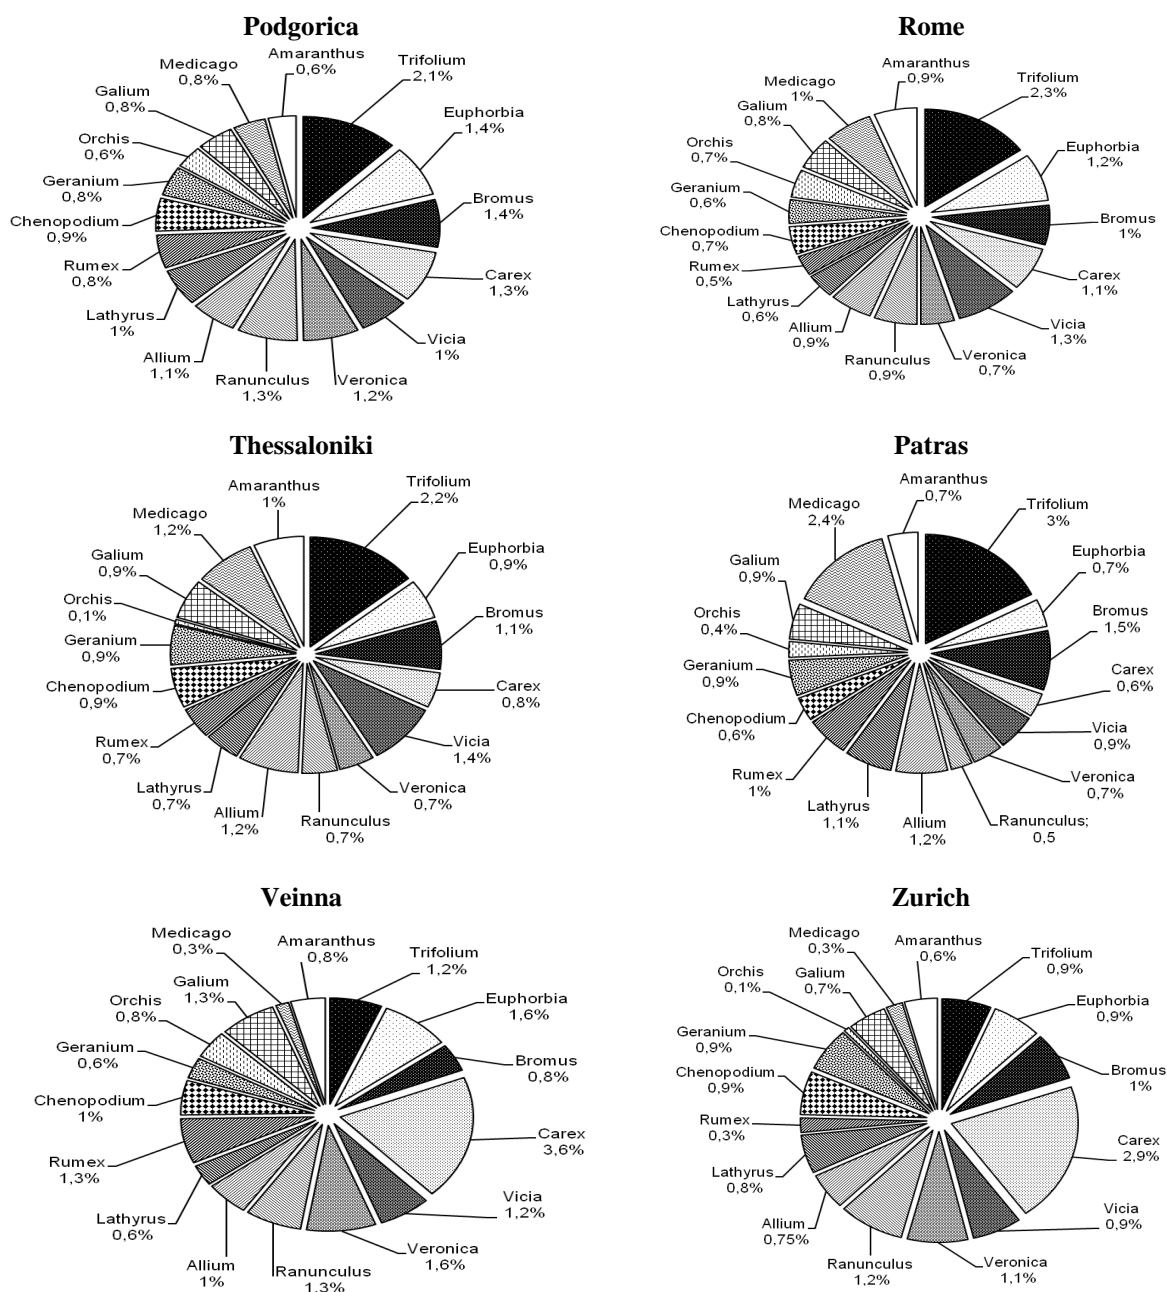 Podgorica
Amaranthus
0,6%
Trifolium
2,1%
Euphorbia
1,4%
Bromus
1,4%
Carex
1,3%
Vicia
1%
Veronica
1,2%
Ranunculus
1,3%
Allium
1,1%
Lathyrus
1%
Rumex
0,8%
Chenopodium
0,9%
Geranium
0,8%
Orchis
0,6%
Galium
0,8%
Medicago
0,8%
Rome
Amaranthus
0,9%
Trifolium
2,3%
Euphorbia
1,2%
Bromus
1%
Carex
1,1%
Vicia
1,3%
Veronica
0,7%
Ranunculus
0,9%
Allium
0,9%
Lathyrus
0,6%
Rumex
0,5%
Chenopodium
0,7%
Geranium
0,6%
Orchis
0,7%
Galium
0,8%
Medicago
1%
Thessaloniki
Amaranthus
1%
Trifolium
2,2%
Euphorbia
0,9%
Bromus
1,1%
Carex
0,8%
Vicia
1,4%
Veronica
0,7%
Ranunculus
0,7%
Allium
1,2%
Lathyrus
0,7%
Rumex
0,7%
Chenopodium
0,9%
Geranium
0,9%
Orchis
0,1%
Galium
0,9%
Medicago
1,2%
Patras
Amaranthus
0,7%
Trifolium
3%
Euphorbia
0,7%
Bromus
1,5%
Carex
0,6%
Vicia
0,9%
Veronica
0,7%
Ranunculus;
0,5
Allium
1,2%
Lathyrus
1,1%
Rumex
1%
Chenopodium
0,6%
Geranium
0,9%
Orchis
0,4%
Galium
0,9%
Medicago
2,4%
Veinna
Amaranthus
0,8%
Trifolium
1,2%
Euphorbia
1,6%
Bromus
0,8%
Carex
3,6%
Vicia
1,2%
Veronica
1,6%
Ranunculus
1,3%
Allium
1%
Lathyrus
0,6%
Rumex
1,3%
Chenopodium
1%
Geranium
0,6%
Orchis
0,8%
Galium
1,3%
Medicago
0,3%
Zurich
Amaranthus
0,6%
Trifolium
0,9%
Euphorbia
0,9%
Bromus
1%
Carex
2,9%
Vicia
0,9%
Veronica
1,1%
Ranunculus
1,2%
Allium
0,75%
Lathyrus
0,8%
Rumex
0,3%
Chenopodium
0,9%
Geranium
0,9%
Orchis
0,1%
Galium
0,7%
Medicago
0,3%